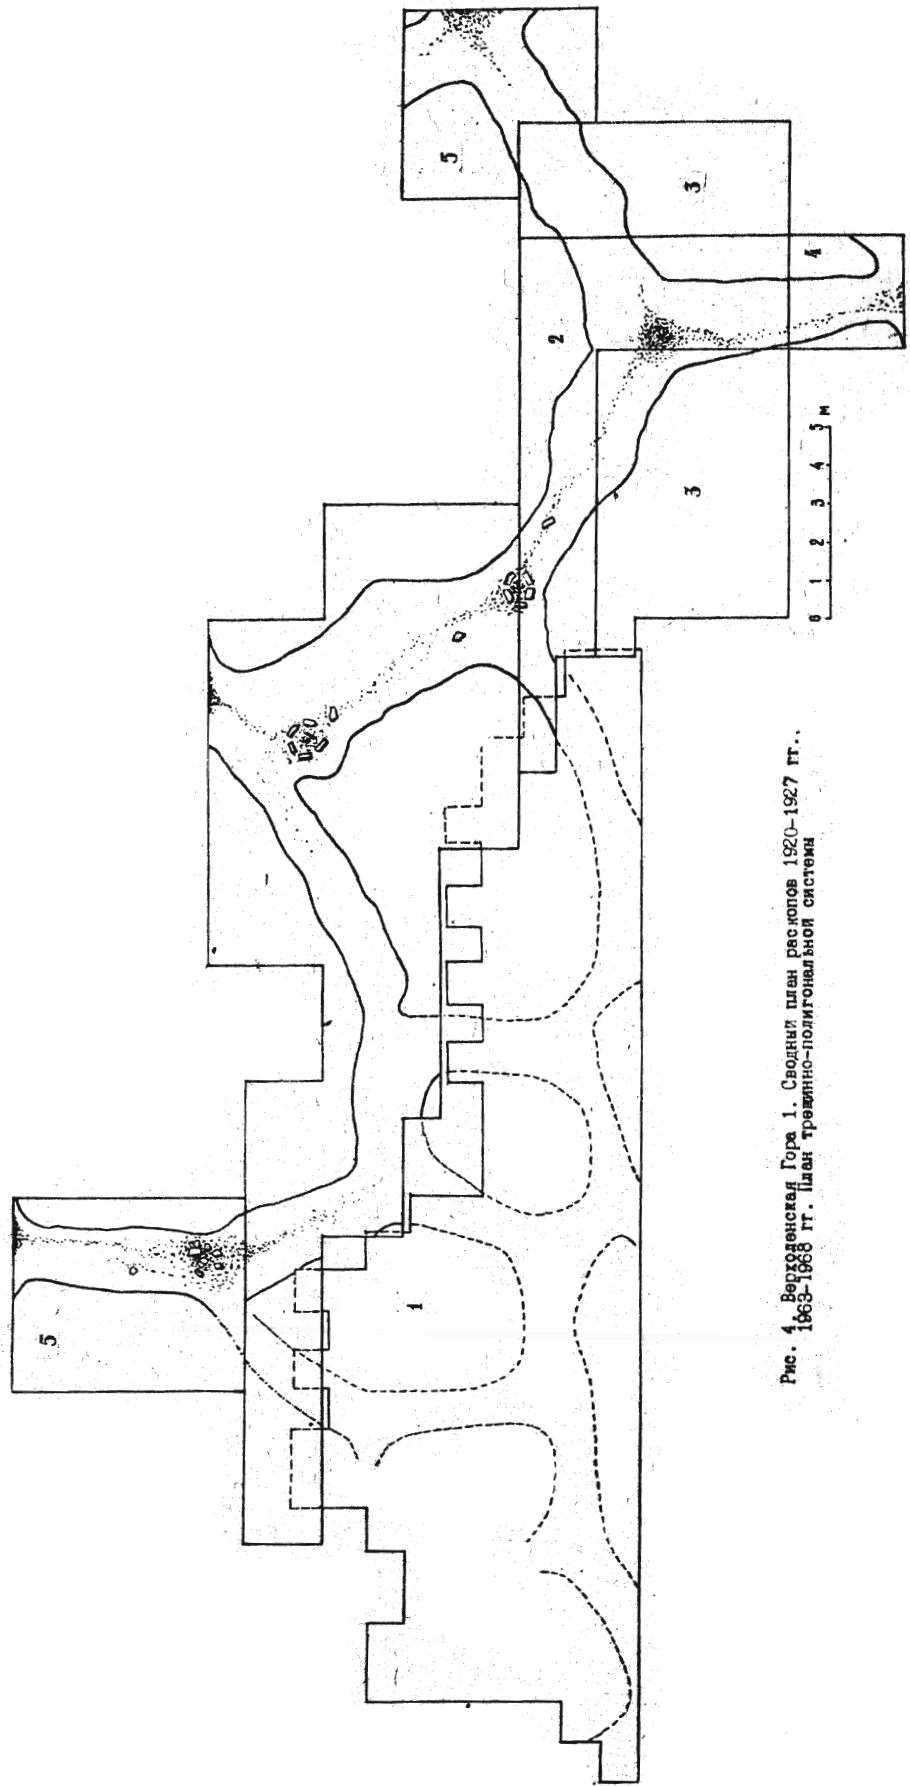 5
3
4
2
3
0 1 2 3 4 5 м
5
1
Рис. 4. Верхоленская Гора 1. Сводный план раскопов 1920-1927 гг.,
1963-1968 гг. План трещинно-полигональной системы